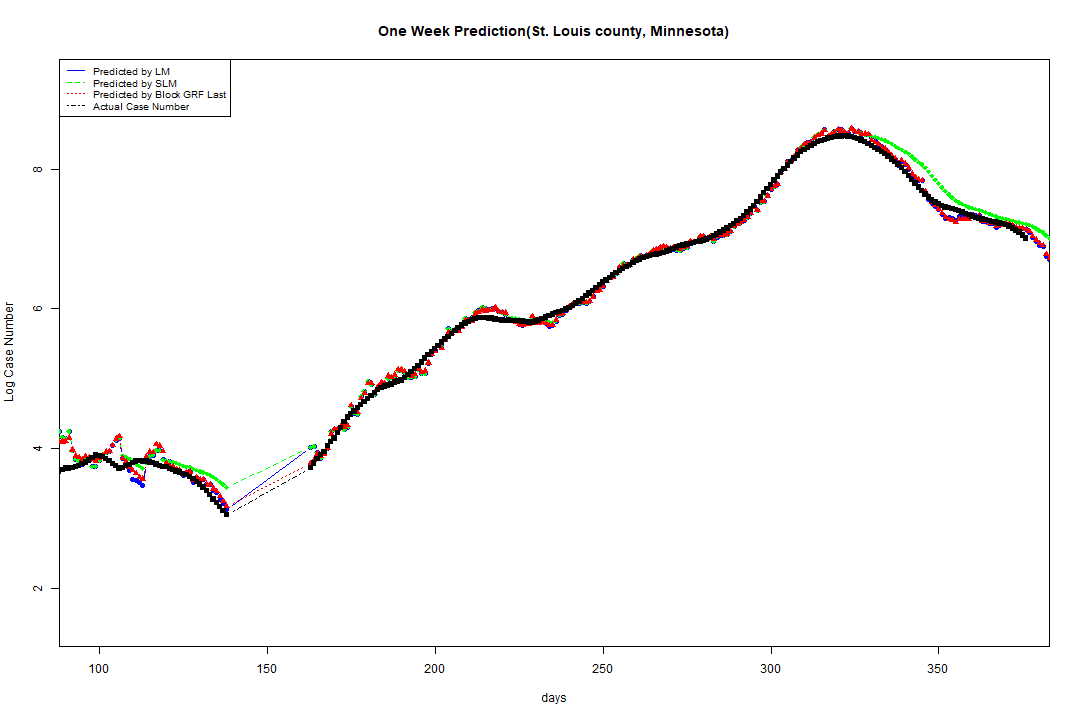 One Week Prediction(St. Louis county, Minnesota)
Predicted by LM
Predicted by SLM
Predicted by Block GRF Last
Actual Case Number
8
6
4
2
Log Case Number
100 150 200 250 300 350
days